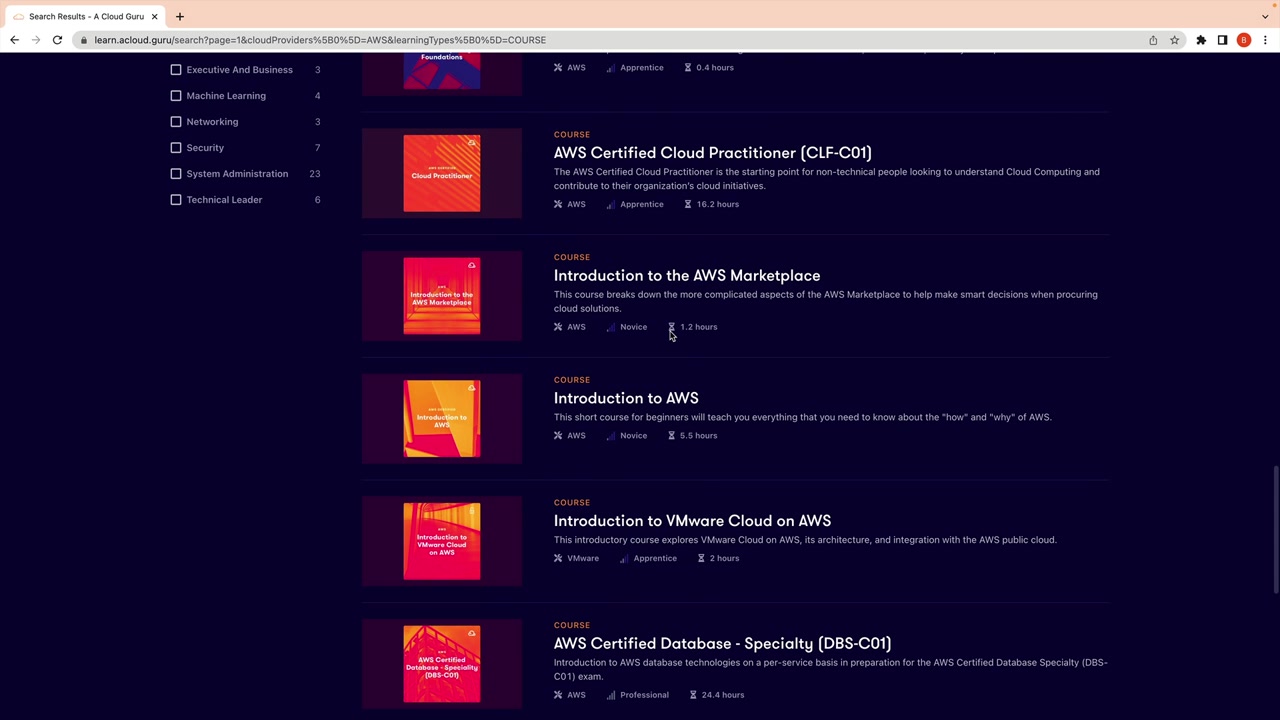 Search Results - A Cloud Guru
learn.acloud.guru/search?page=1&cloudProviders%5B0%5D=AWS&learningTypes%5B0%5D=COURSE
B
Executive And Business 3
Machine Learning 4
Networking 3
Security 7
System Administration 23
Technical Leader 6
Foundations
AWS Apprentice 0.4 hours
Cloud Practitioner
COURSE
AWS Certified Cloud Practitioner (CLF-C01)
The AWS Certified Cloud Practitioner is the starting point for non-technical people looking to understand Cloud Computing and
contribute to their organization's cloud initiatives.
AWS Apprentice 16.2 hours
AWS
Introduction to the
AWS Marketplace
COURSE
Introduction to the AWS Marketplace
This course breaks down the more complicated aspects of the AWS Marketplace to help make smart decisions when procuring
cloud solutions.
AWS Novice 1.2 hours
Introduction to
AWS
COURSE
Introduction to AWS
This short course for beginners will teach you everything that you need to know about the "how" and "why" of AWS.
AWS Novice 5.5 hours
AWS
Introduction to
VMware Cloud
on AWS
COURSE
Introduction to VMware Cloud on AWS
This introductory course explores VMware Cloud on AWS, its architecture, and integration with the AWS public cloud.
VMware Apprentice 2 hours
AWS
AWS Certified
Database - Speciality
(DBS-C01)
COURSE
AWS Certified Database - Specialty (DBS-C01)
Introduction to AWS database technologies on a per-service basis in preparation for the AWS Certified Database Specialty (DBS-
C01) exam.
AWS Professional 24.4 hours